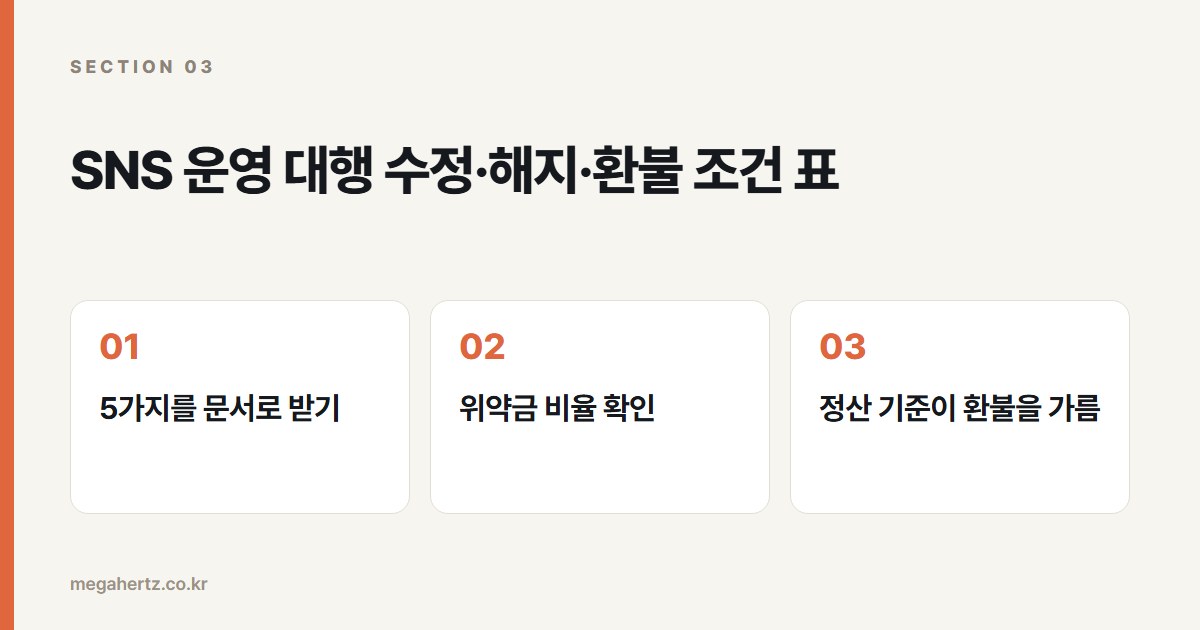 SECTION 03
SNS 운영 대행 수정·해지·환불 조건 표
01
5가지를 문서로 받기
02
위약금 비율 확인
03
정산 기준이 환불을 가름
megahertz.co.kr